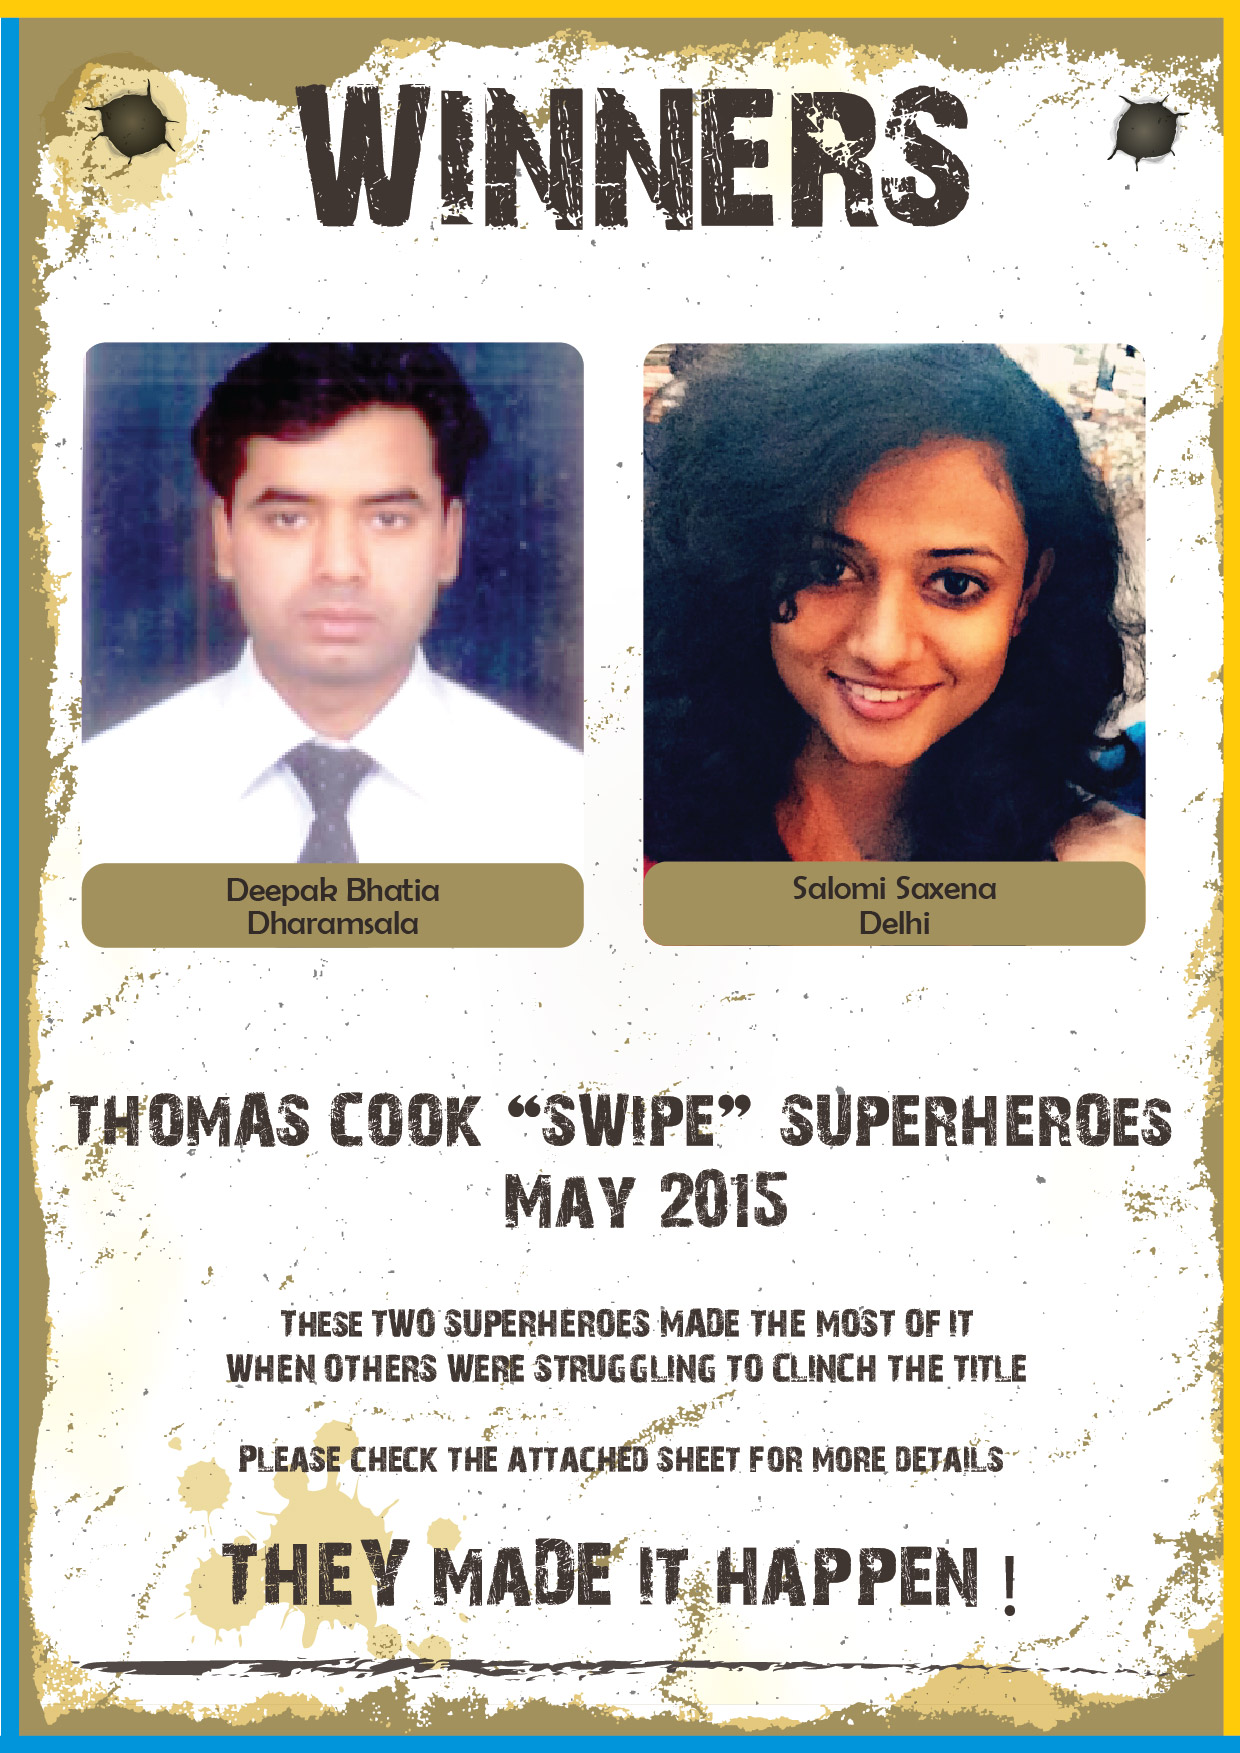 WINNERS
Deepak Bhatia
Dharamsala
Salomi Saxena
Delhi
THOMAS COOK “SWIPE” SUPERHEROES
MAY 2015
THESE TWO SUPERHEROES MADE THE MOST OF IT
WHEN OTHERS WERE STRUGGLING TO CLINCH THE TITLE
PLEASE CHECK THE ATTACHED SHEET FOR MORE DETAILS
THEY MADE IT HAPPEN !